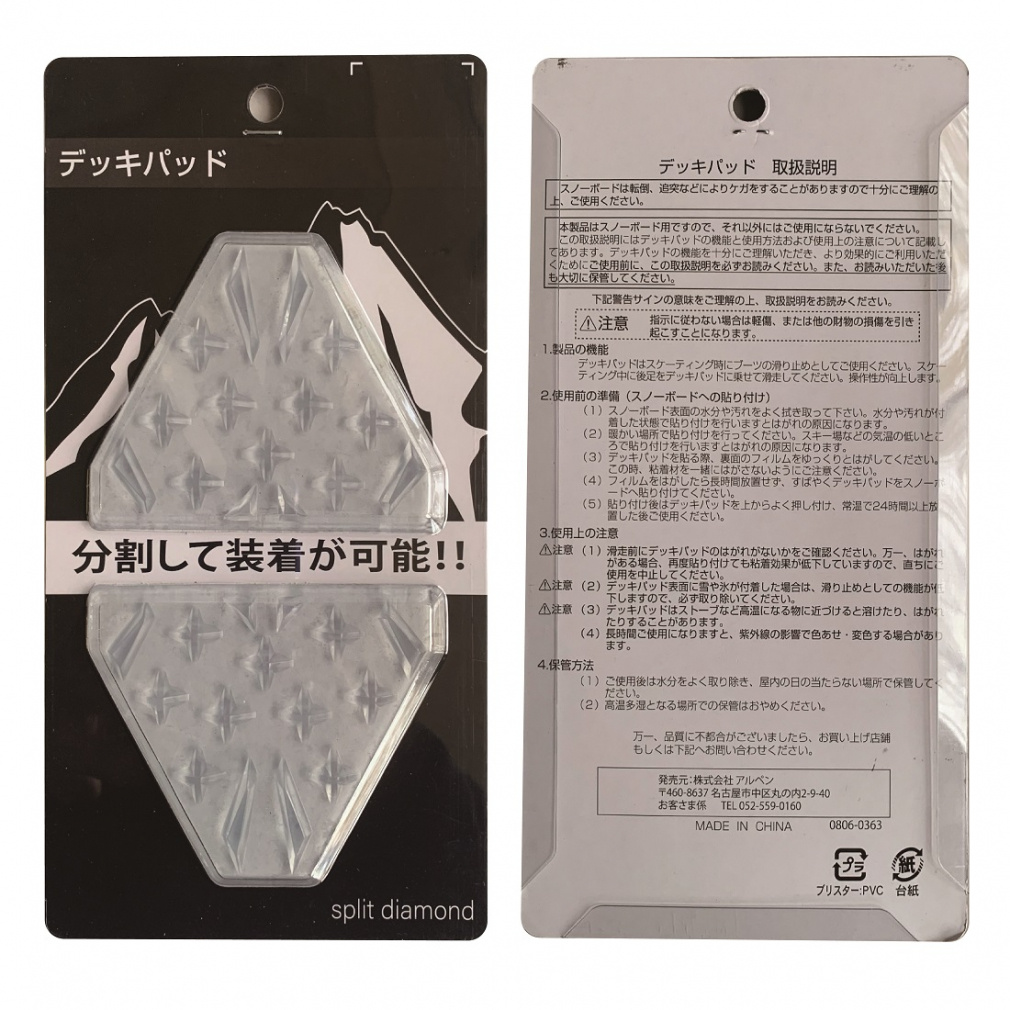 デッキパッド
分割して装着が可能!!
split diamond
デッキパッド 取扱説明
スノーボードは転倒、追突などによりケガをすることがありますので十分にご理解の
上、ご使用ください。
本製品はスノーボード用ですので、それ以外にはご使用にならないでください。
この取扱説明にはデッキパッドの機能と使用方法および使用上の注意について記載し
てあります。デッキパッドの機能を十分にご理解いただき、より効果的にご利用いただ
くためにご使用前に、この取扱説明を必ずお読みください。また、お読みいただいた後
も大切に保管してください。
下記警告サインの意味をご理解の上、取扱説明をお読みください。
⚠注意 指示に従わない場合は軽傷、または他の財物の損傷を引き
起こすことになります。
1.製品の機能
デッキパッドはスケーティング時にブーツの滑り止めとしてご使用ください。スケー
ティング中に後足をデッキパッドに乗せて滑走してください。操作性が向上します。
2.使用前の準備(スノーボードへの貼り付け)
(1)スノーボード表面の水分や汚れをよく拭き取って下さい。水分や汚れが付
着した状態で貼り付けを行いますとはがれの原因になります。
(2)暖かい場所で貼り付けを行ってください。スキー場などの気温の低いとこ
ろで貼り付けを行いますとはがれの原因になります。
(3)デッキパッドを貼る際、裏面のフィルムをゆっくりとはがしてください。
この時、粘着材を一緒にはがさないようにご注意ください。
(4)フィルムをはがしたら長時間放置せず、すばやくデッキパッドをスノーボ
ードへ貼り付けてください。
(5)貼り付け後はデッキパッドを上からよく押し付け、常温で24時間以上放
置した後ご使用ください。
3.使用上の注意
⚠注意(1)滑走前にデッキパッドのはがれがないかをご確認ください。万一、はがれ
がある場合、再度貼り付けても粘着効果が低下していますので、直ちにご
使用を中止してください。
⚠注意(2)デッキパッド表面に雪や氷が付着した場合は、滑り止めとしての機能が低
下しますので、必ず取り除いてください。
⚠注意(3)デッキパッドはストーブなど高温になる物に近づけると溶けたり、はがれ
たりすることがあります。
(4)長時間ご使用になりますと、紫外線の影響で色あせ・変色する場合があり
ます。
4.保管方法
(1)ご使用後は水分をよく取り除き、屋内の日の当たらない場所で保管してく
ださい。
(2)高温多湿となる場所での保管はおやめください。
万一、品質に不都合がございましたら、お買い上げ店舗
もしくは下記へお問い合わせください。
発売元:株式会社 アルペン
〒460-8637 名古屋市中区丸の内2-9-40
お客さま係 TEL 052-559-0160
MADE IN CHINA 0806-0363
プラ 紙
ブリスター:PVC 台紙